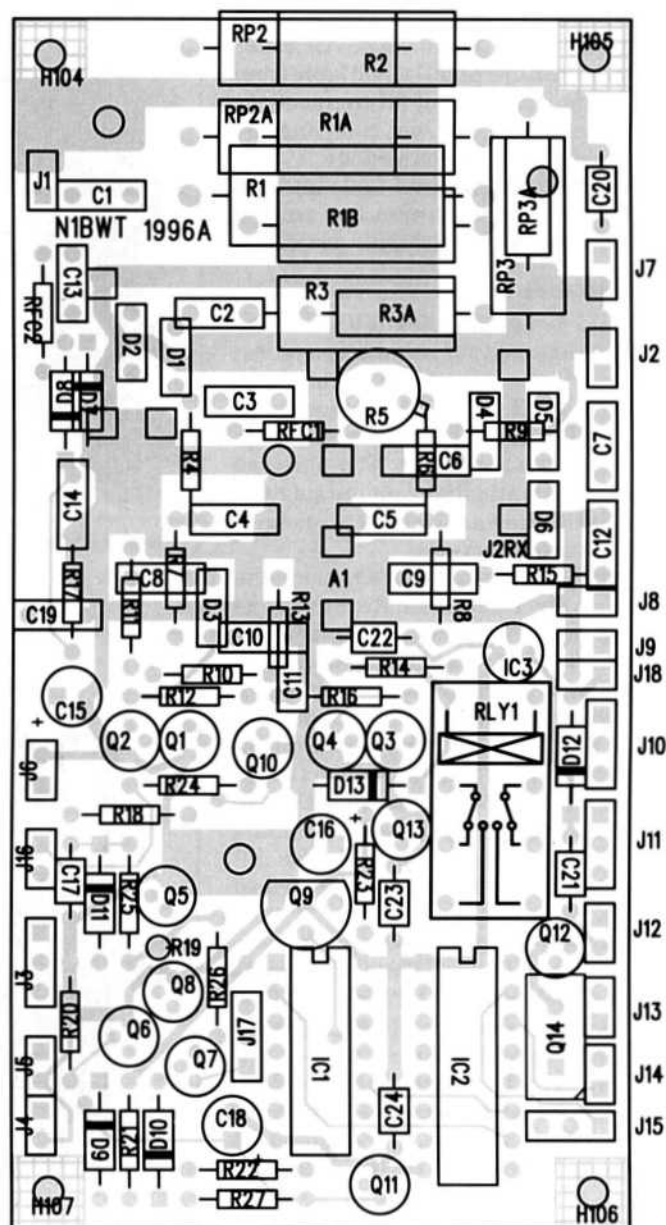 RP2
R2
H104
H105
RP2A
R1A
J1
C1
R1
R1B
RP3A
RP3
C20
N1BWT 1996A
C13
RFC2
D2
D1
C2
R3
R3A
J7
J2
D8
D7
C3
R5
D4
D5
RFC1
R9
C7
R4
R6
C6
C14
C4
C5
D6
J2RX
C12
R17
C8
R7
D3
R13
A1
C9
R8
R15
J8
C19
R11
C10
C11
C22
IC3
J9
J18
R10
R14
R12
R16
C15
+
RLY1
Q2
Q1
Q10
Q4
Q3
D12
J10
J6
R24
D13
R18
C16
+
Q13
J11
J16
C17
D11
R25
Q5
Q9
R23
C23
C21
J12
R19
Q12
J3
R26
Q8
R20
Q6
J17
Q7
IC1
IC2
Q14
J13
J5
J14
J4
D9
R21
D10
C18
+
C24
J15
R22
R27
Q11
H107
H106